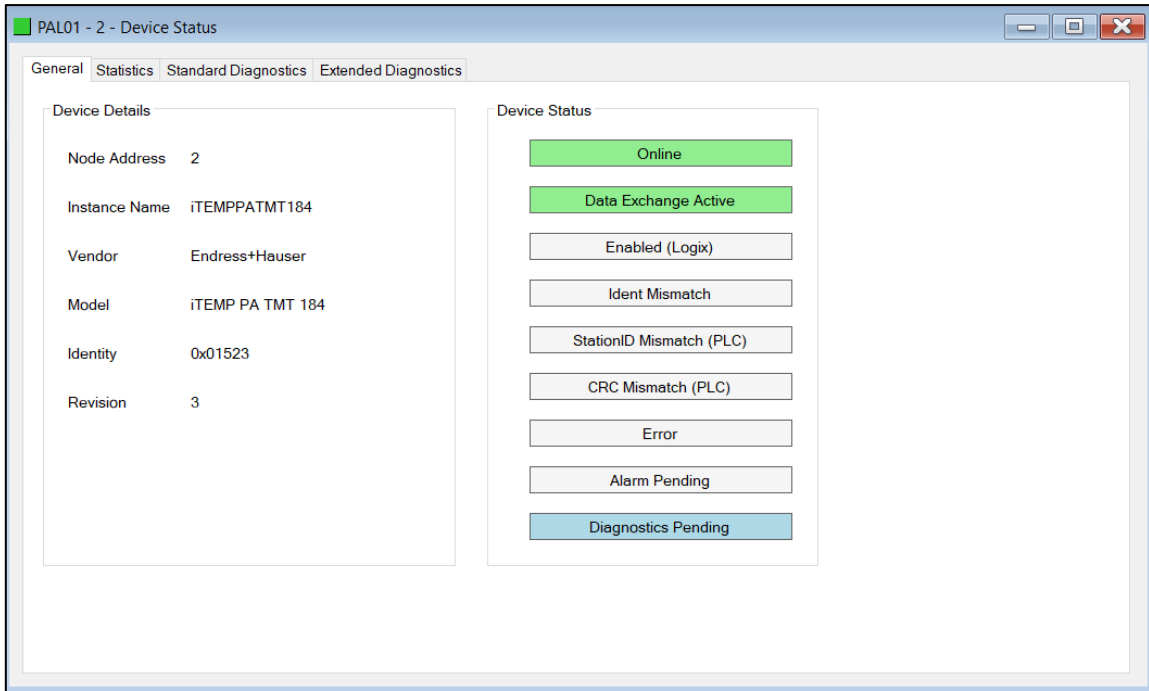 PAL01 - 2 - Device Status
General Statistics Standard Diagnostics Extended Diagnostics
Device Details
Node Address 2
Instance Name iTEMPPATMT184
Vendor Endress+Hauser
Model iTEMP PA TMT 184
Identity 0x01523
Revision 3
Device Status
Online
Data Exchange Active
Enabled (Logix)
Ident Mismatch
StationID Mismatch (PLC)
CRC Mismatch (PLC)
Error
Alarm Pending
Diagnostics Pending